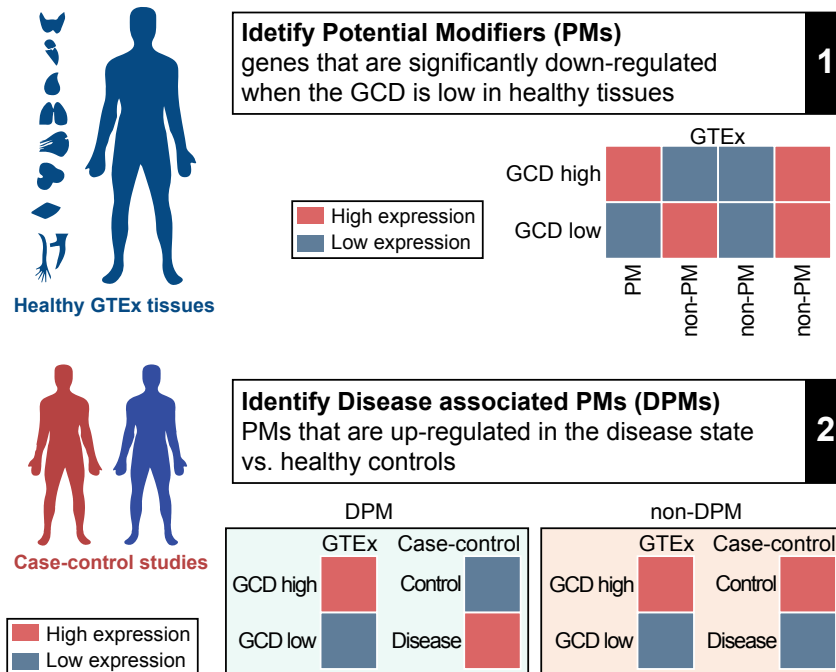 Idetify Potential Modifiers (PMs)
genes that are significantly down-regulated
when the GCD is low in healthy tissues
1
GTEx
GCD high
GCD low
High expression
Low expression
PM
non-PM
non-PM
non-PM
Healthy GTEx tissues
Identify Disease associated PMs (DPMs)
PMs that are up-regulated in the disease state
vs. healthy controls
2
Case-control studies
DPM
GTEx Case-control
GCD high Control
GCD low Disease
non-DPM
GTEx Case-control
GCD high Control
GCD low Disease
High expression
Low expression